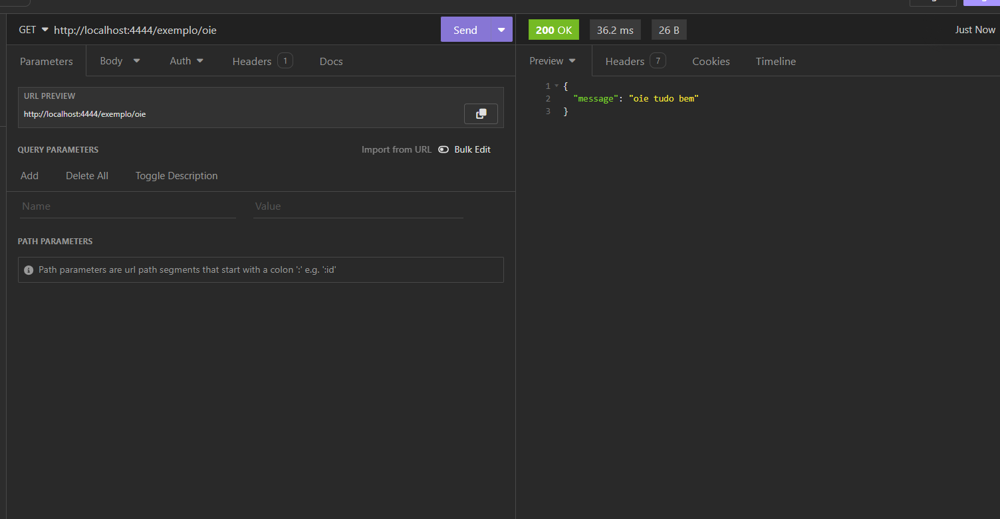 GET http://localhost:4444/exemplo/oie Send
200 OK 36.2 ms 26 B Just Now
Parameters Body Auth Headers 1 Docs
Preview Headers 7 Cookies Timeline
URL PREVIEW
http://localhost:4444/exemplo/oie
QUERY PARAMETERS Import from URL Bulk Edit
Add Delete All Toggle Description
Name Value
PATH PARAMETERS
Path parameters are url path segments that start with a colon ':' e.g. ':id'
1 {
2 "message": "oie tudo bem"
3 }